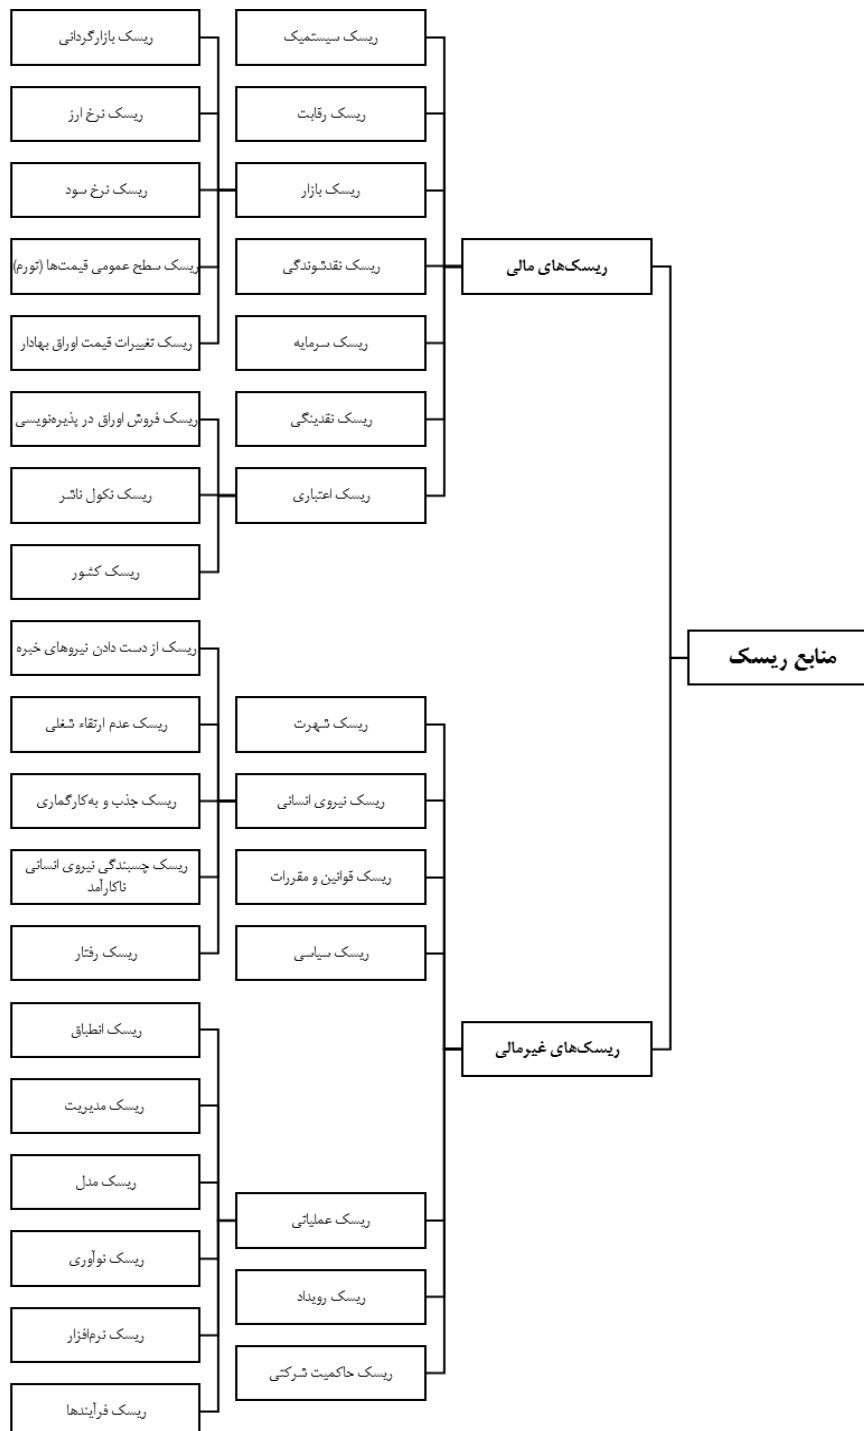 منابع ریسک
ریسک‌های مالی
ریسک سیستمیک
ریسک رقابت
ریسک بازار
ریسک بازارگردانی
ریسک نرخ ارز
ریسک نرخ سود
ریسک سطح عمومی قیمت‌ها (تورم)
ریسک تغییرات قیمت اوراق بهادار
ریسک نقدشوندگی
ریسک سرمایه
ریسک نقدینگی
ریسک اعتباری
ریسک فروش اوراق در پذیره‌نویسی
ریسک نکول ناشر
ریسک کشور
ریسک‌های غیرمالی
ریسک شهرت
ریسک نیروی انسانی
ریسک از دست دادن نیروهای خبره
ریسک عدم ارتقاء شغلی
ریسک جذب و به‌کارگماری
ریسک چسبندگی نیروی انسانی
ناکارآمد
ریسک رفتار
ریسک قوانین و مقررات
ریسک سیاسی
ریسک عملیاتی
ریسک انطباق
ریسک مدیریت
ریسک مدل
ریسک نوآوری
ریسک نرم‌افزار
ریسک فرآیندها
ریسک رویداد
ریسک حاکمیت شرکتی